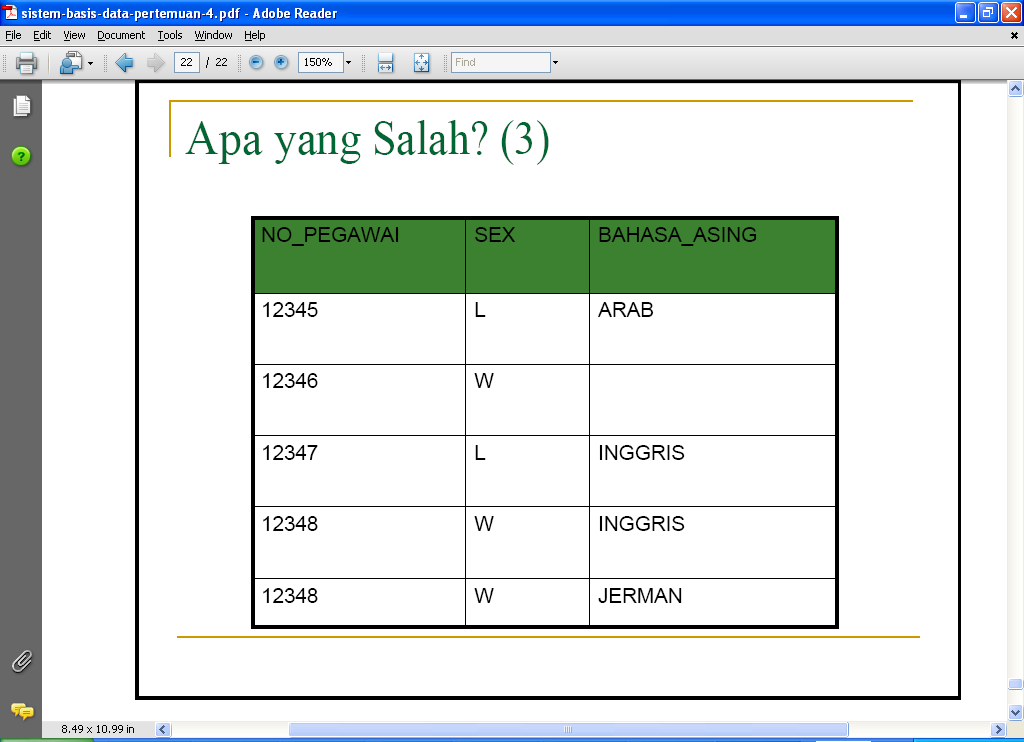 sistem-basis-data-pertemuan-4.pdf - Adobe Reader
File Edit View Document Tools Window Help
22 / 22 150% Find
Apa yang Salah? (3)
NO_PEGAWAI SEX BAHASA_ASING
12345 L ARAB
12346 W
12347 L INGGRIS
12348 W INGGRIS
12348 W JERMAN
8.49 x 10.99 in